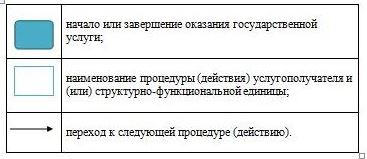 начало или завершение оказания государственной
услуги;
наименование процедуры (действия) услугополучателя и
(или) структурно-функциональной единицы;
переход к следующей процедуре (действию).